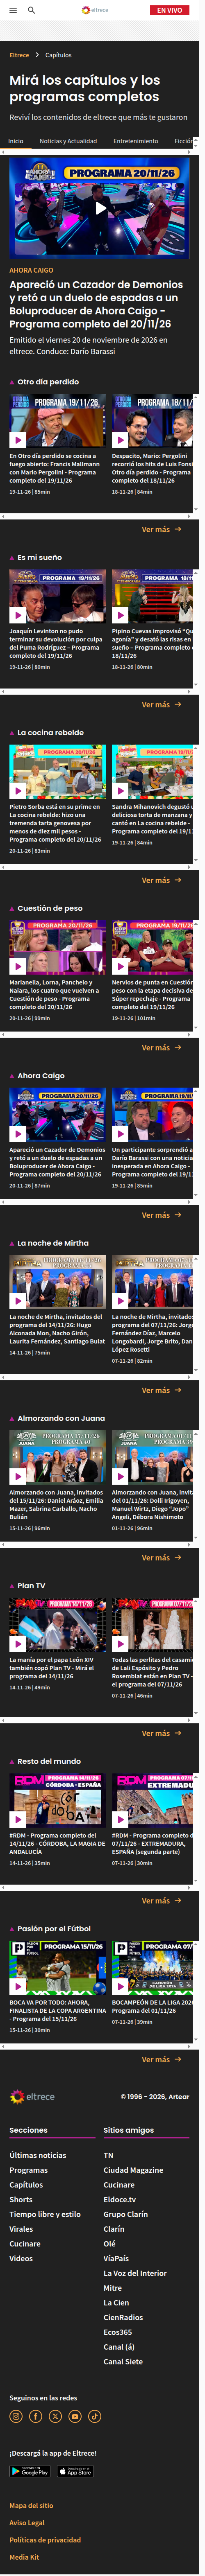 eltrece
EN VIVO
Eltrece > Capítulos
Mirá los capítulos y los
programas completos
Reviví los contenidos de eltrece que más te gustaron
Inicio
Noticias y Actualidad
Entretenimiento
Ficción
PROGRAMA 20/11/26
AHORA CAIGO
Apareció un Cazador de Demonios
y retó a un duelo de espadas a un
Boluproducer de Ahora Caigo -
Programa completo del 20/11/26
Emitido el viernes 20 de noviembre de 2026 en
eltrece. Conduce: Darío Barassi
Otro día perdido
PROGRAMA 19/11/26
PROGRAMA 18/11
En Otro día perdido se cocina a
fuego abierto: Francis Mallmann
con Mario Pergolini - Programa
completo del 19/11/26
19-11-26 | 85min
Despacito, Mario: Pergolini
recorrió los hits de Luis Fonsi
Otro día perdido - Programa
completo del 18/11/26
18-11-26 | 84min
Ver más
Es mi sueño
PROGRAMA 19/11/26
PROGRAMA 18/11
Joaquín Levinton no pudo
terminar su devolución por culpa
del Puma Rodríguez – Programa
completo del 19/11/26
19-11-26 | 80min
Pipino Cuevas improvisó "Qu
agonía" y desató las risas en
sueño – Programa completo
18/11/26
18-11-26 | 80min
Ver más
La cocina rebelde
PROGRAMA 20/11/26
PROGRAMA 19/11
Pietro Sorba está en su prime en
La Cocina rebelde: hizo una
tremenda tarta genovesa por
menos de diez mil pesos -
Programa completo del 20/11/26
20-11-26 | 83min
Sandra Mihanovich degustó u
deliciosa torta de manzana y
cantó en La Cocina rebelde -
Programa completo del 19/11
19-11-26 | 84min
Ver más
Cuestión de peso
PROGRAMA 20/11/26
PROGRAMA 19/11
Marianella, Lorna, Panchelo y
Naiara, los cuatro que vuelven a
Cuestión de peso - Programa
completo del 20/11/26
20-11-26 | 99min
Nervios de punta en Cuestión
peso con la etapa decisiva de
Súper repechaje - Programa
completo del 19/11/26
19-11-26 | 101min
Ver más
Ahora Caigo
PROGRAMA 20/11/26
Apareció un Cazador de Demonios
y retó a un duelo de espadas a un
Boluproducer de Ahora Caigo -
Programa completo del 20/11/26
20-11-26 | 87min
Un participante sorprendió a
Darío Barassi con una noticia
inesperada en Ahora Caigo -
Programa completo del 19/11
19-11-26 | 85min
Ver más
La noche de Mirtha
La noche de Mirtha, invitados del
programa del 14/11/26: Hugo
Alconada Mon, Nacho Girón,
Laurita Fernández, Santiago Bulat
14-11-26 | 75min
La noche de Mirtha, invitados
programa del 07/11/26: Jorge
Fernández Díaz, Marcelo
Longobardi, Jorge Brito, Dan
López Rosetti
07-11-26 | 82min
Ver más
Almorzando con Juana
Almorzando con Juana, invitados
del 15/11/26: Daniel Aráoz, Emilia
Mazer, Sabrina Carballo, Nacho
Bulián
15-11-26 | 96min
Almorzando con Juana, invita
del 01/11/26: Dolli Irigoyen,
Manuel Wirtz, Diego "Japo"
Angeli, Débora Nishimoto
01-11-26 | 96min
Ver más
Plan TV
La manía por el papa León XIV
también copó Plan TV - Mirá el
programa del 14/11/26
14-11-26 | 49min
Todas las perlitas del casamie
de Lali Espósito y Pedro
Rosemblat están en Plan TV -
el programa del 07/11/26
07-11-26 | 46min
Ver más
Resto del mundo
RDM
PROGRAMA 14/11/26
CÓRDOBA - ESPAÑA
RDM
EXTREMADUR
#RDM - Programa completo del
14/11/26 - CÓRDOBA, LA MAGIA DE
ANDALUCÍA
14-11-26 | 35min
#RDM - Programa completo d
07/11/26 - EXTREMADURA,
ESPAÑA (segunda parte)
07-11-26 | 30min
Ver más
Pasión por el Fútbol
PROGRAMA 15/11/26
BOCA VA POR TODO: AHORA,
FINALISTA DE LA COPA ARGENTINA
- Programa del 15/11/26
15-11-26 | 30min
BOCAMPEÓN DE LA LIGA 2026
Programa del 01/11/26
07-11-26 | 39min
Ver más
eltrece
© 1996 - 2026, Artear
Secciones
Últimas noticias
Programas
Capítulos
Shorts
Tiempo libre y estilo
Virales
Cucinare
Videos
Sitios amigos
TN
Ciudad Magazine
Cucinare
Eldoce.tv
Grupo Clarín
Clarín
Olé
VíaPaís
La Voz del Interior
Mitre
La Cien
CienRadios
Ecos365
Canal (á)
Canal Siete
Seguinos en las redes
¡Descargá la app de Eltrece!
Google Play
App Store
Mapa del sitio
Aviso Legal
Políticas de privacidad
Media Kit